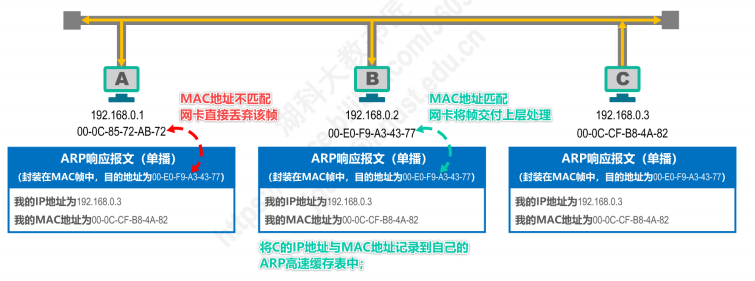 A
B
C
192.168.0.1
00-0C-85-72-AB-72
MAC地址不匹配
网卡直接丢弃该帧
192.168.0.2
00-E0-F9-A3-43-77
MAC地址匹配
网卡将帧交付上层处理
192.168.0.3
00-0C-CF-B8-4A-82
ARP响应报文（单播）
（封装在MAC帧中，目的地址为00-E0-F9-A3-43-77）
我的IP地址为192.168.0.3
我的MAC地址为00-0C-CF-B8-4A-82
ARP响应报文（单播）
（封装在MAC帧中，目的地址为00-E0-F9-A3-43-77）
我的IP地址为192.168.0.3
我的MAC地址为00-0C-CF-B8-4A-82
ARP响应报文（单播）
（封装在MAC帧中，目的地址为00-E0-F9-A3-43-77）
我的IP地址为192.168.0.3
我的MAC地址为00-0C-CF-B8-4A-82
将C的IP地址与MAC地址记录到自己的
ARP高速缓存表中；